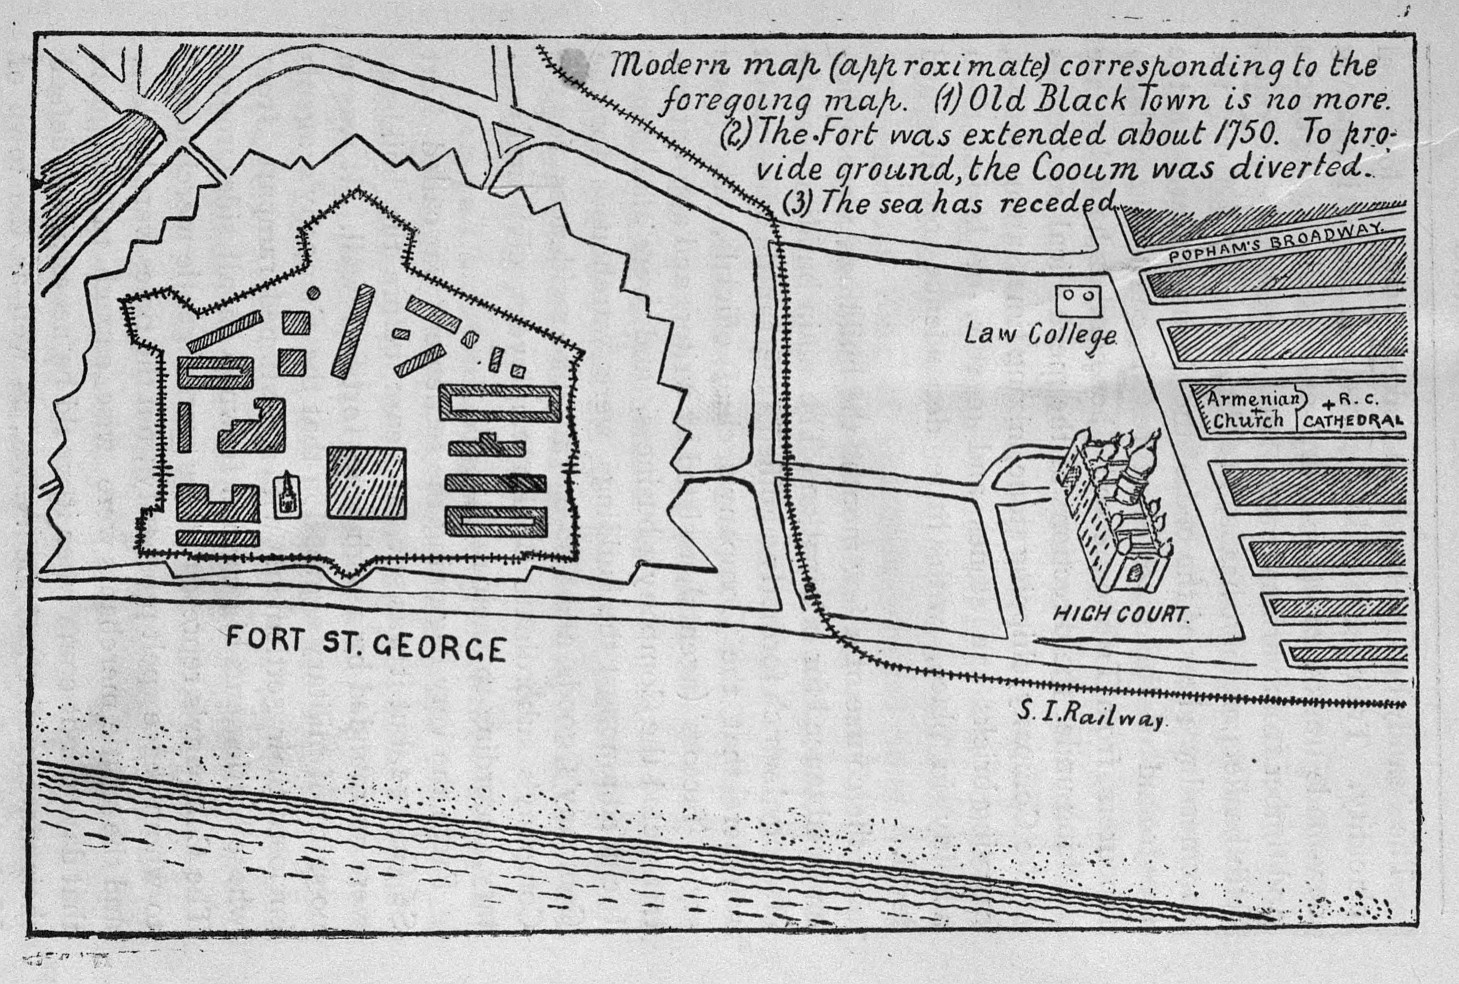 Modern map (approximate) corresponding to the
foregoing map. (1) Old Black Town is no more.
(2) The Fort was extended about 1750. To pro-
vide ground, the Cooum was diverted.
(3) The sea has receded.
POPHAM'S BROADWAY.
Law College
Armenian
Church
R. C.
CATHEDRAL
HIGH COURT.
FORT ST. GEORGE
S. I. Railway.